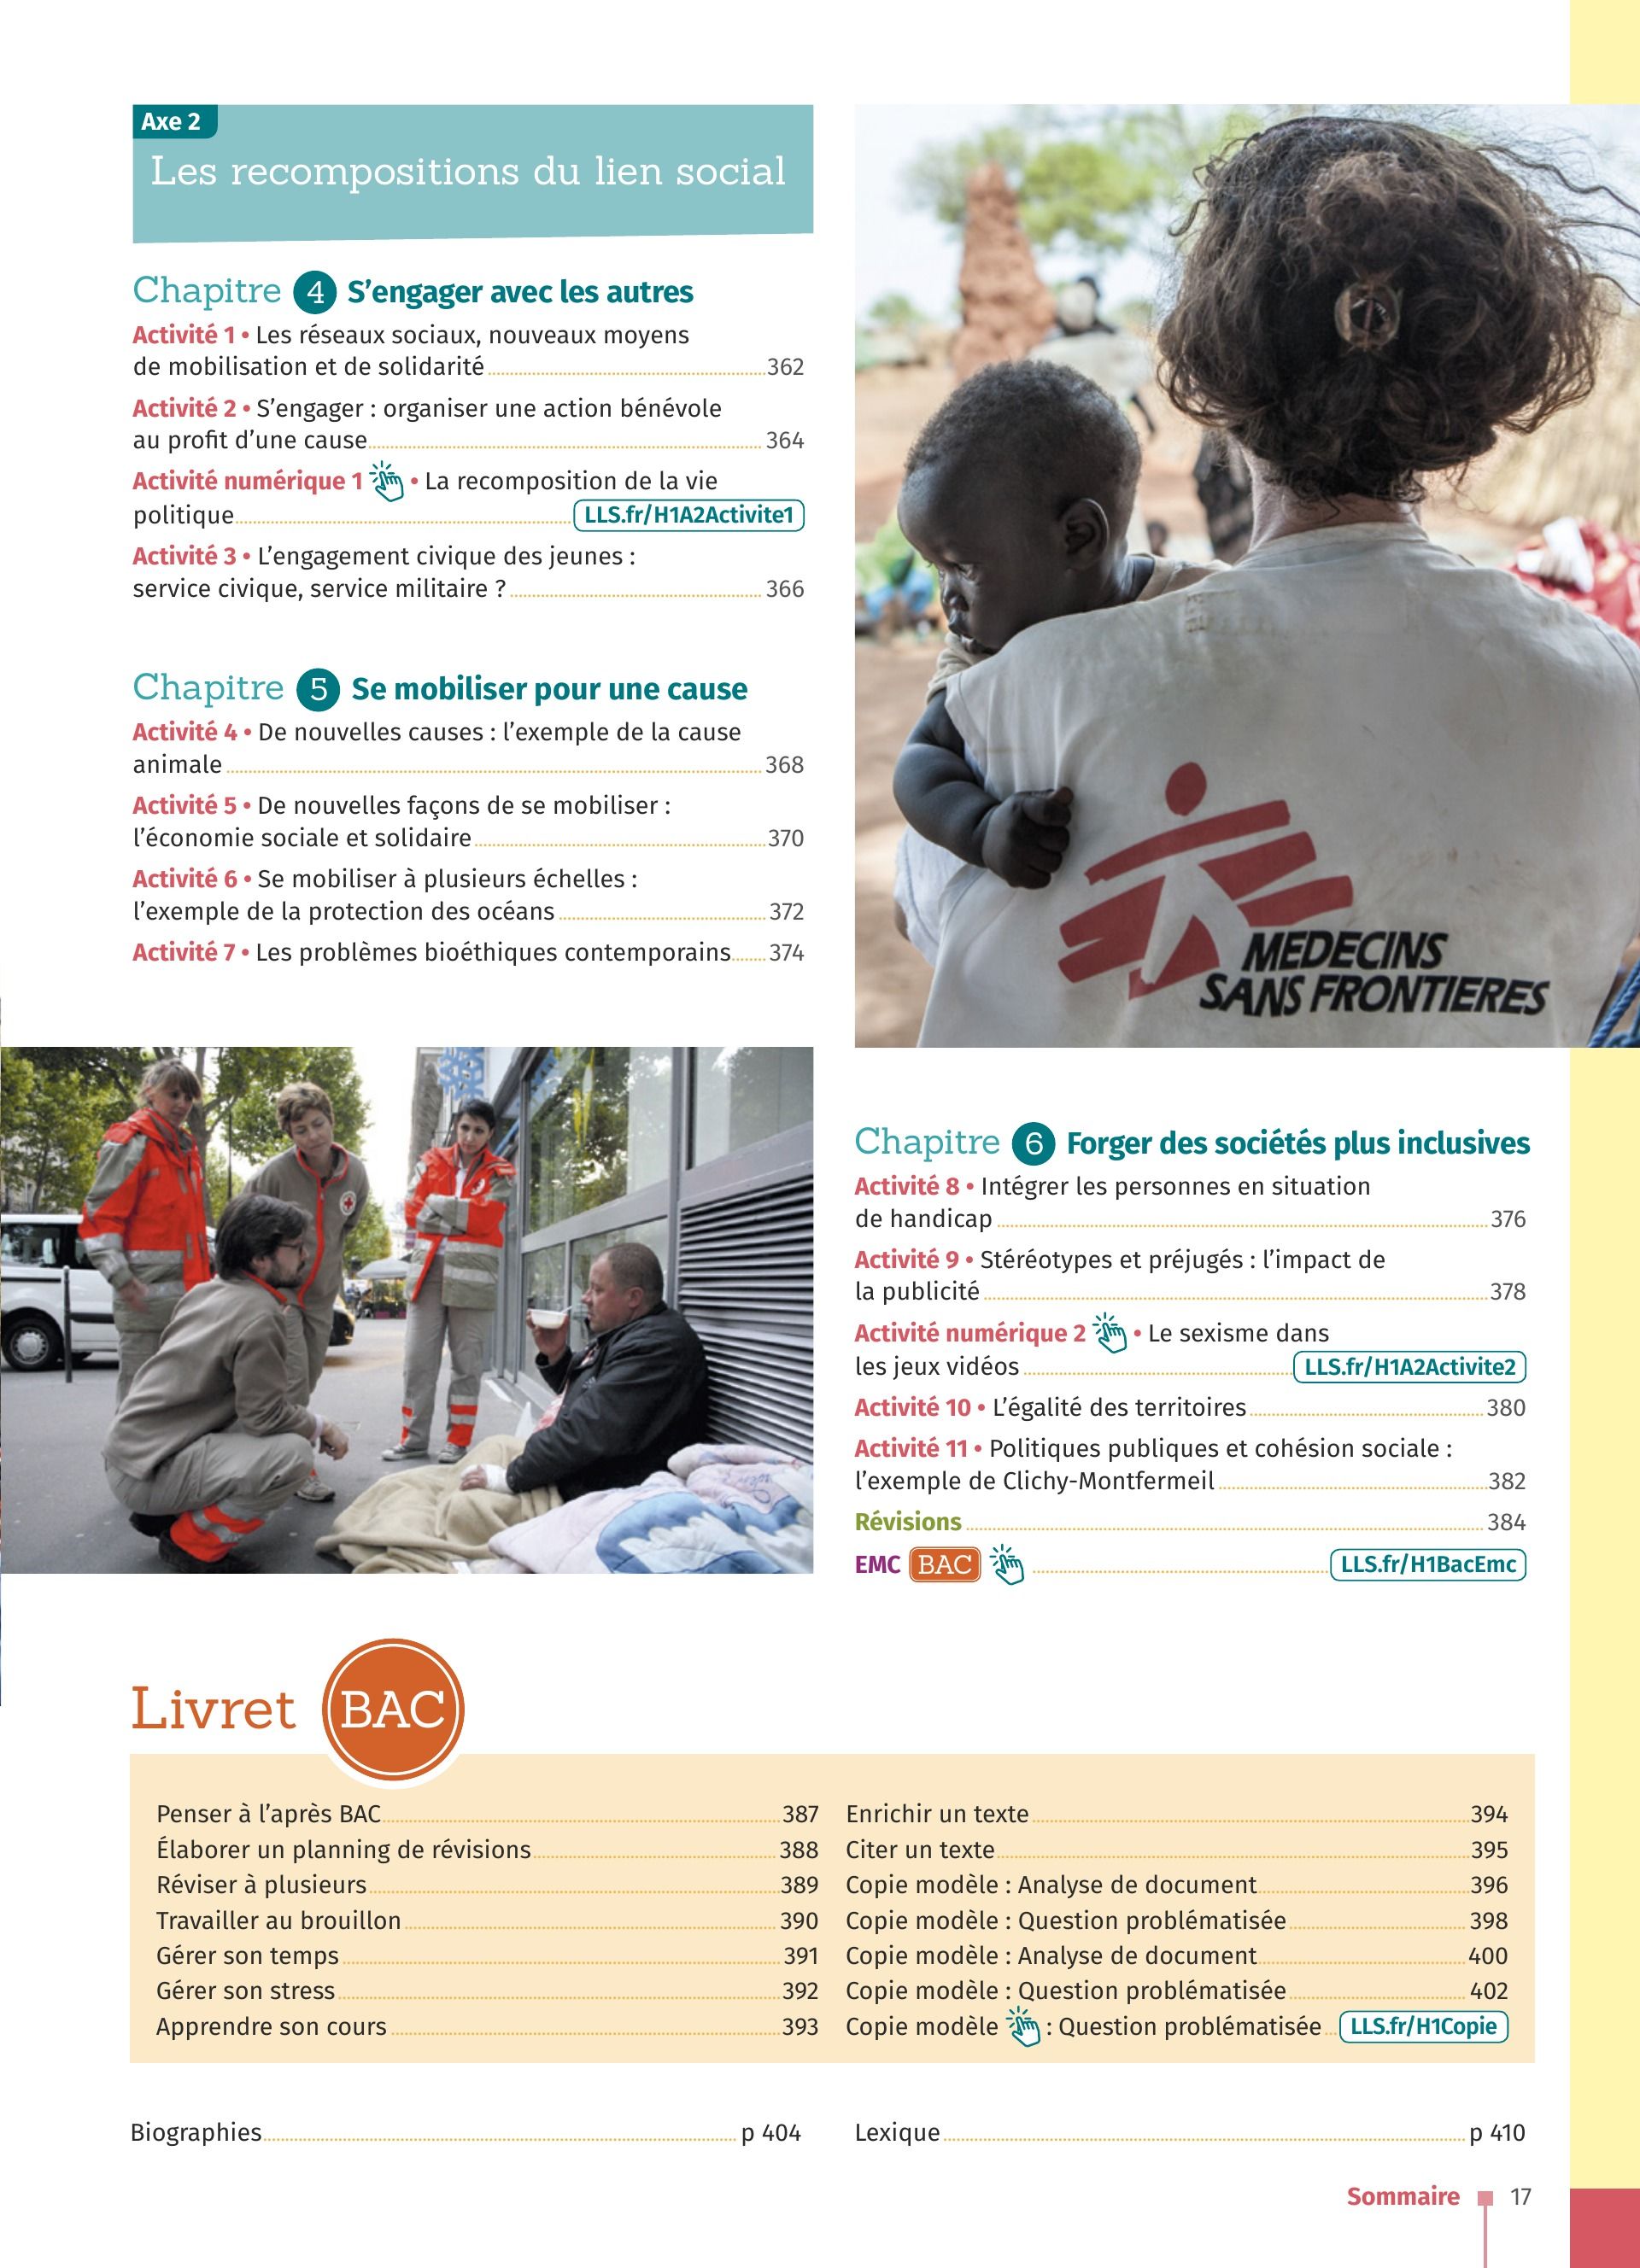 Axe 2
Les recompositions du lien social
Chapitre 4 S’engager avec les autres
Activité 1 • Les réseaux sociaux, nouveaux moyens
de mobilisation et de solidarité 362
Activité 2 • S’engager : organiser une action bénévole
au profit d’une cause 364
Activité numérique 1 • La recomposition de la vie
politique LLS.fr/H1A2Activite1
Activité 3 • L’engagement civique des jeunes :
service civique, service militaire ? 366
Chapitre 5 Se mobiliser pour une cause
Activité 4 • De nouvelles causes : l’exemple de la cause
animale 368
Activité 5 • De nouvelles façons de se mobiliser :
l’économie sociale et solidaire 370
Activité 6 • Se mobiliser à plusieurs échelles :
l’exemple de la protection des océans 372
Activité 7 • Les problèmes bioéthiques contemporains 374
MEDECINS
SANS FRONTIERES
Chapitre 6 Forger des sociétés plus inclusives
Activité 8 • Intégrer les personnes en situation
de handicap 376
Activité 9 • Stéréotypes et préjugés : l’impact de
la publicité 378
Activité numérique 2 • Le sexisme dans
les jeux vidéos LLS.fr/H1A2Activite2
Activité 10 • L’égalité des territoires 380
Activité 11 • Politiques publiques et cohésion sociale :
l’exemple de Clichy-Montfermeil 382
Révisions 384
EMC BAC LLS.fr/H1BacEmc
Livret BAC
Penser à l’après BAC 387
Élaborer un planning de révisions 388
Réviser à plusieurs 389
Travailler au brouillon 390
Gérer son temps 391
Gérer son stress 392
Apprendre son cours 393
Enrichir un texte 394
Citer un texte 395
Copie modèle : Analyse de document 396
Copie modèle : Question problématisée 398
Copie modèle : Analyse de document 400
Copie modèle : Question problématisée 402
Copie modèle : Question problématisée LLS.fr/H1Copie
Biographies p 404
Lexique p 410
Sommaire 17